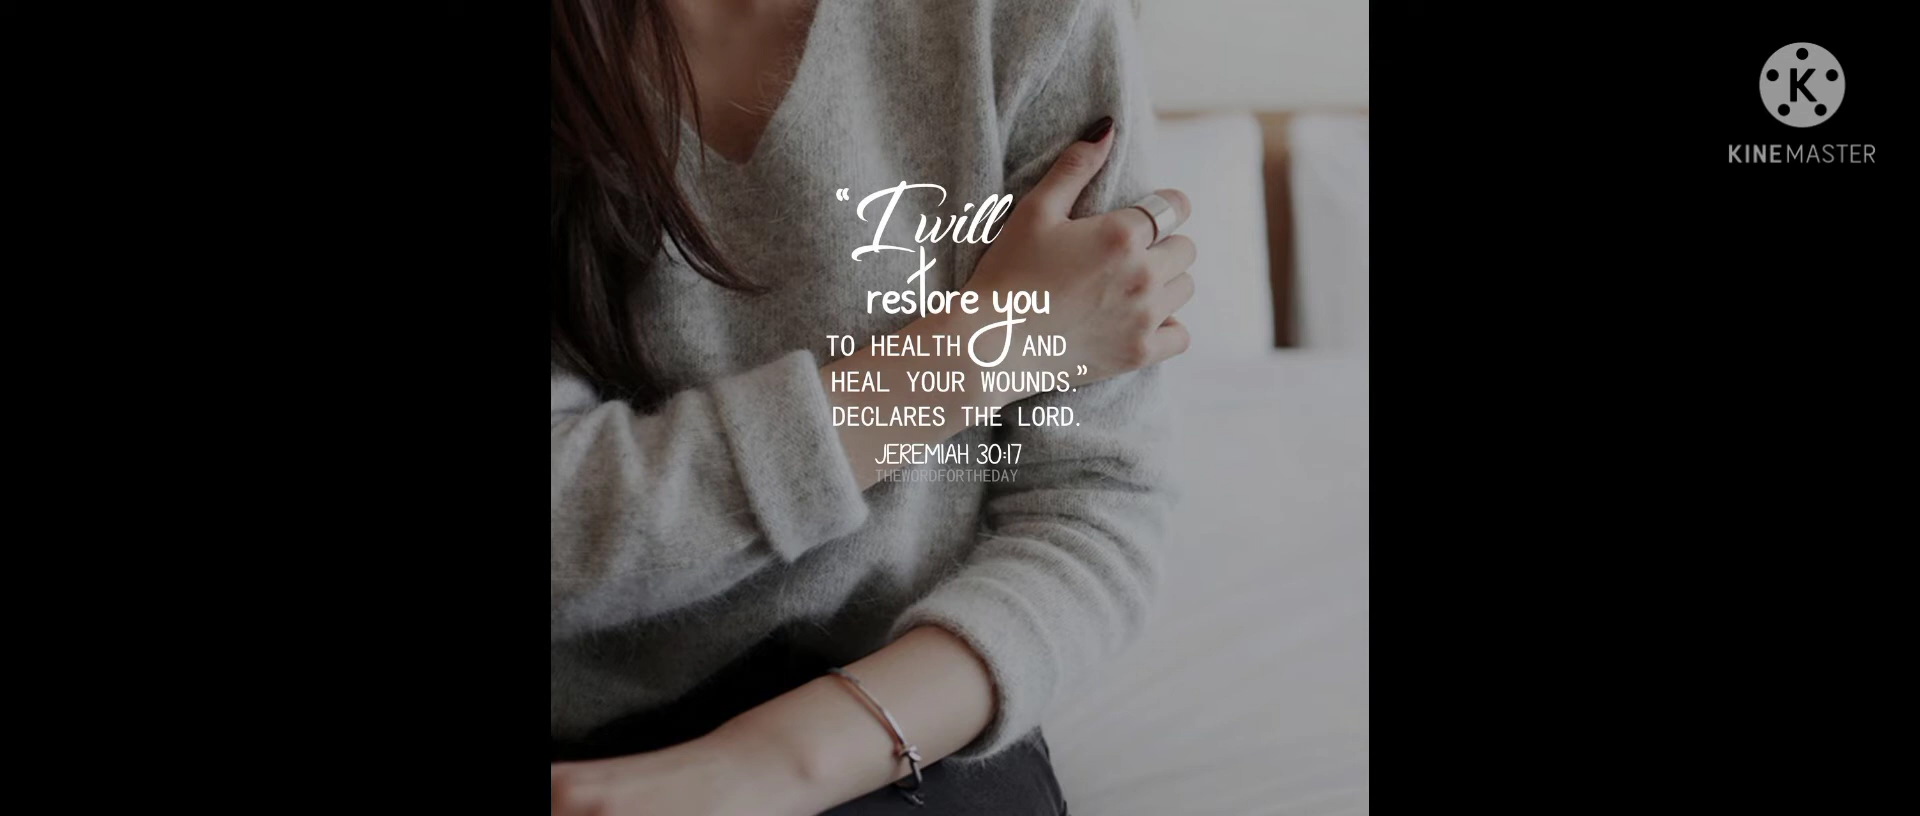 “I will
restore you
TO HEALTH AND
HEAL YOUR WOUNDS.”
DECLARES THE LORD.
JEREMIAH 30:17
THEWORDFORTHEDAY
K
KINEMASTER